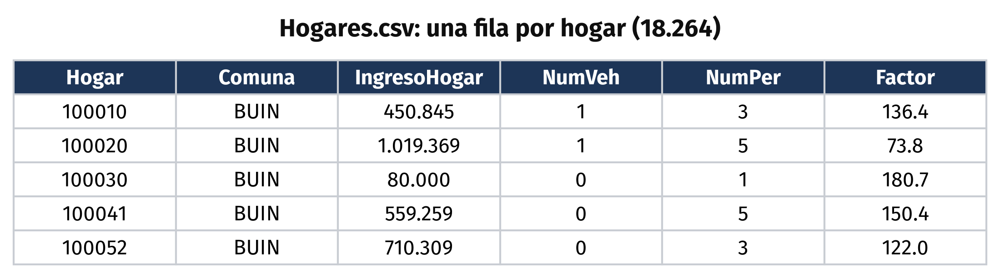 Hogares.csv: una fila por hogar (18.264)
Hogar Comuna IngresoHogar NumVeh NumPer Factor
100010 BUIN 450.845 1 3 136.4
100020 BUIN 1.019.369 1 5 73.8
100030 BUIN 80.000 0 1 180.7
100041 BUIN 559.259 0 5 150.4
100052 BUIN 710.309 0 3 122.0